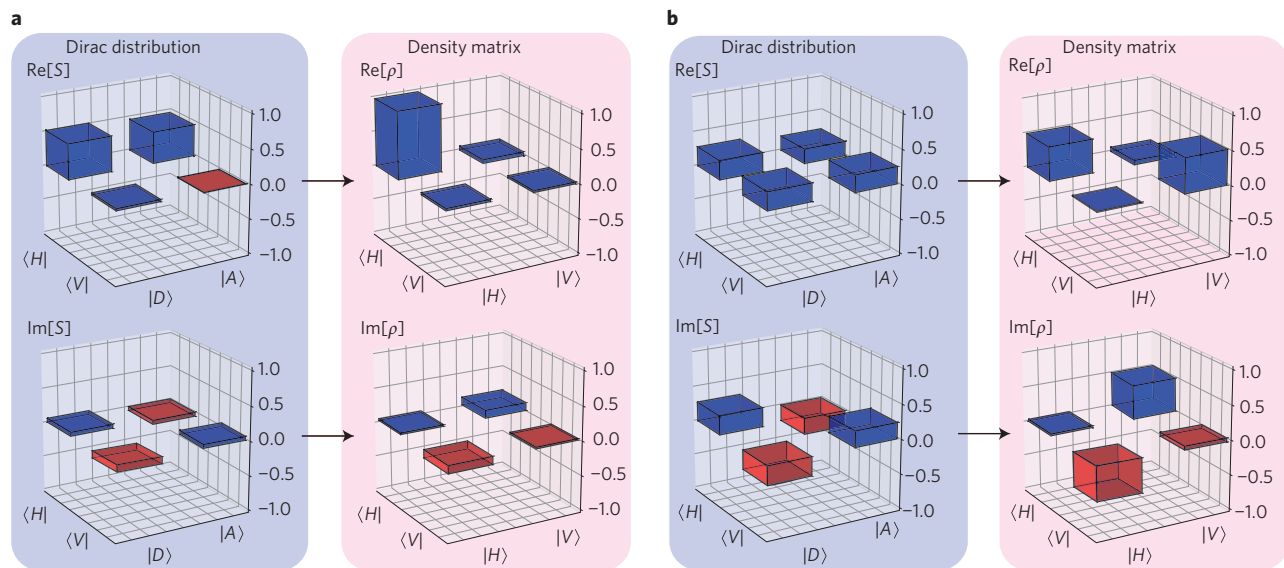 a
Dirac distribution
Re[S]
1.0
0.5
0.0
−0.5
−1.0
⟨H|
⟨V|
|D⟩
|A⟩
Density matrix
Re[ρ]
1.0
0.5
0.0
−0.5
−1.0
⟨H|
⟨V|
|H⟩
|V⟩
Im[S]
1.0
0.5
0.0
−0.5
−1.0
⟨H|
⟨V|
|D⟩
|A⟩
Im[ρ]
1.0
0.5
0.0
−0.5
−1.0
⟨H|
⟨V|
|H⟩
|V⟩
b
Dirac distribution
Re[S]
1.0
0.5
0.0
−0.5
−1.0
⟨H|
⟨V|
|D⟩
|A⟩
Density matrix
Re[ρ]
1.0
0.5
0.0
−0.5
−1.0
⟨H|
⟨V|
|H⟩
|V⟩
Im[S]
1.0
0.5
0.0
−0.5
−1.0
⟨H|
⟨V|
|D⟩
|A⟩
Im[ρ]
1.0
0.5
0.0
−0.5
−1.0
⟨H|
⟨V|
|H⟩
|V⟩